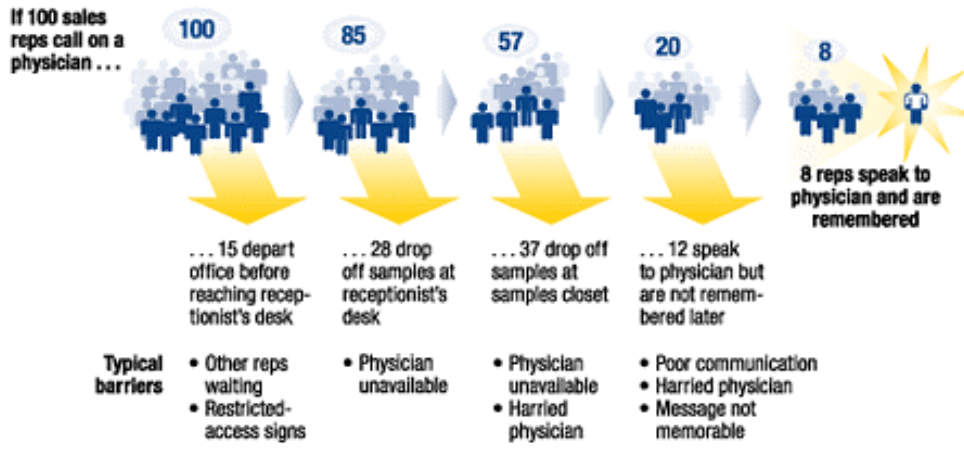 If 100 sales
reps call on a
physician . . .
100
85
57
20
8
8 reps speak to
physician and are
remembered
. . . 15 depart
office before
reaching recep-
tionist's desk
. . . 28 drop
off samples at
receptionist's
desk
. . . 37 drop off
samples at
samples closet
. . . 12 speak
to physician but
are not remem-
bered later
Typical
barriers
• Other reps
waiting
• Restricted-
access signs
• Physician
unavailable
• Physician
unavailable
• Harried
physician
• Poor communication
• Harried physician
• Message not
memorable